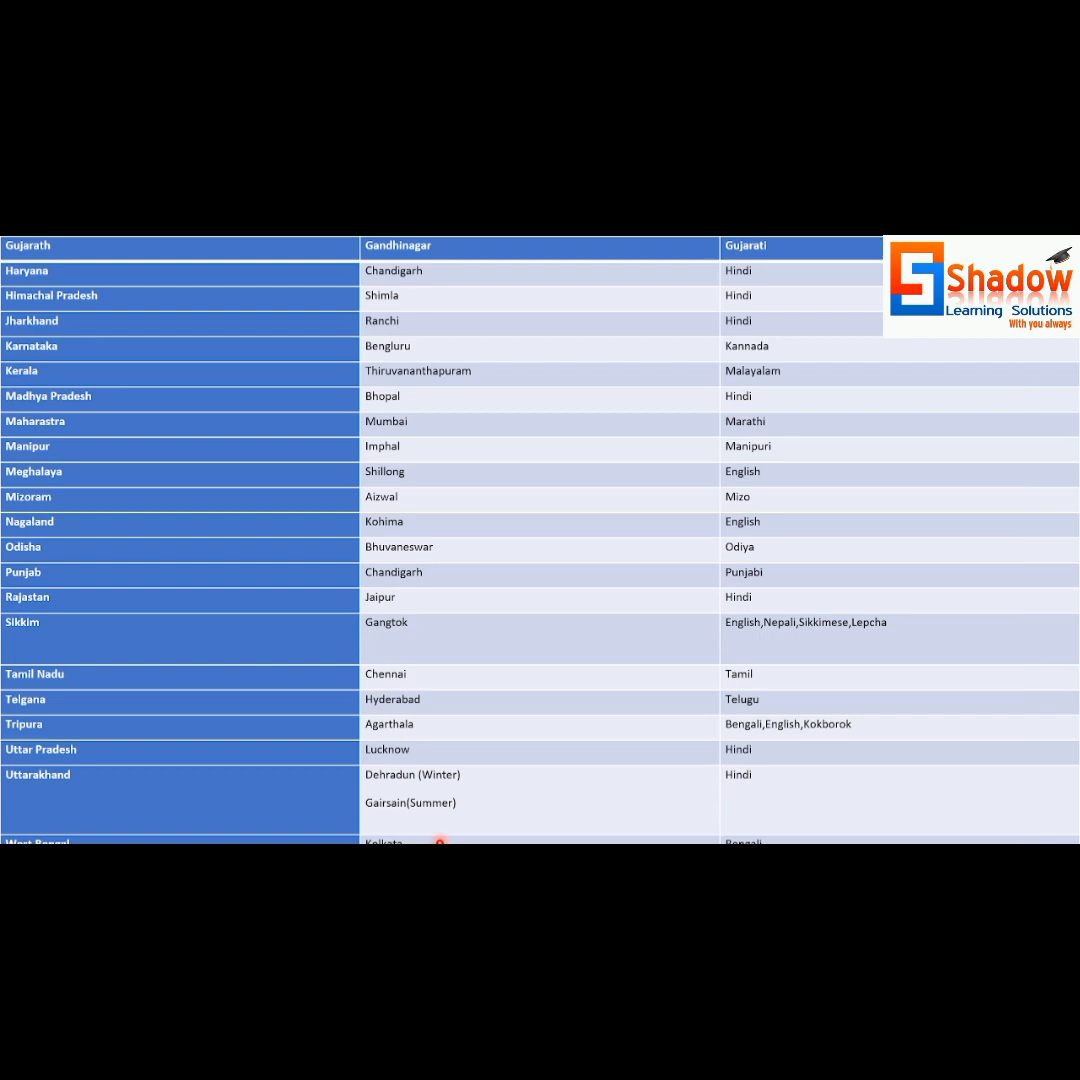 Gujarath Gandhinagar Gujarati
Haryana Chandigarh Hindi
Himachal Pradesh Shimla Hindi
Jharkhand Ranchi Hindi
Karnataka Bengluru Kannada
Kerala Thiruvananthapuram Malayalam
Madhya Pradesh Bhopal Hindi
Maharastra Mumbai Marathi
Manipur Imphal Manipuri
Meghalaya Shillong English
Mizoram Aizwal Mizo
Nagaland Kohima English
Odisha Bhuvaneswar Odiya
Punjab Chandigarh Punjabi
Rajastan Jaipur Hindi
Sikkim Gangtok English,Nepali,Sikkimese,Lepcha
Tamil Nadu Chennai Tamil
Telgana Hyderabad Telugu
Tripura Agarthala Bengali,English,Kokborok
Uttar Pradesh Lucknow Hindi
Uttarakhand Dehradun (Winter) Hindi
Gairsain(Summer)
West Bengal Kolkata Bengali
Shadow
Learning Solutions
With you always